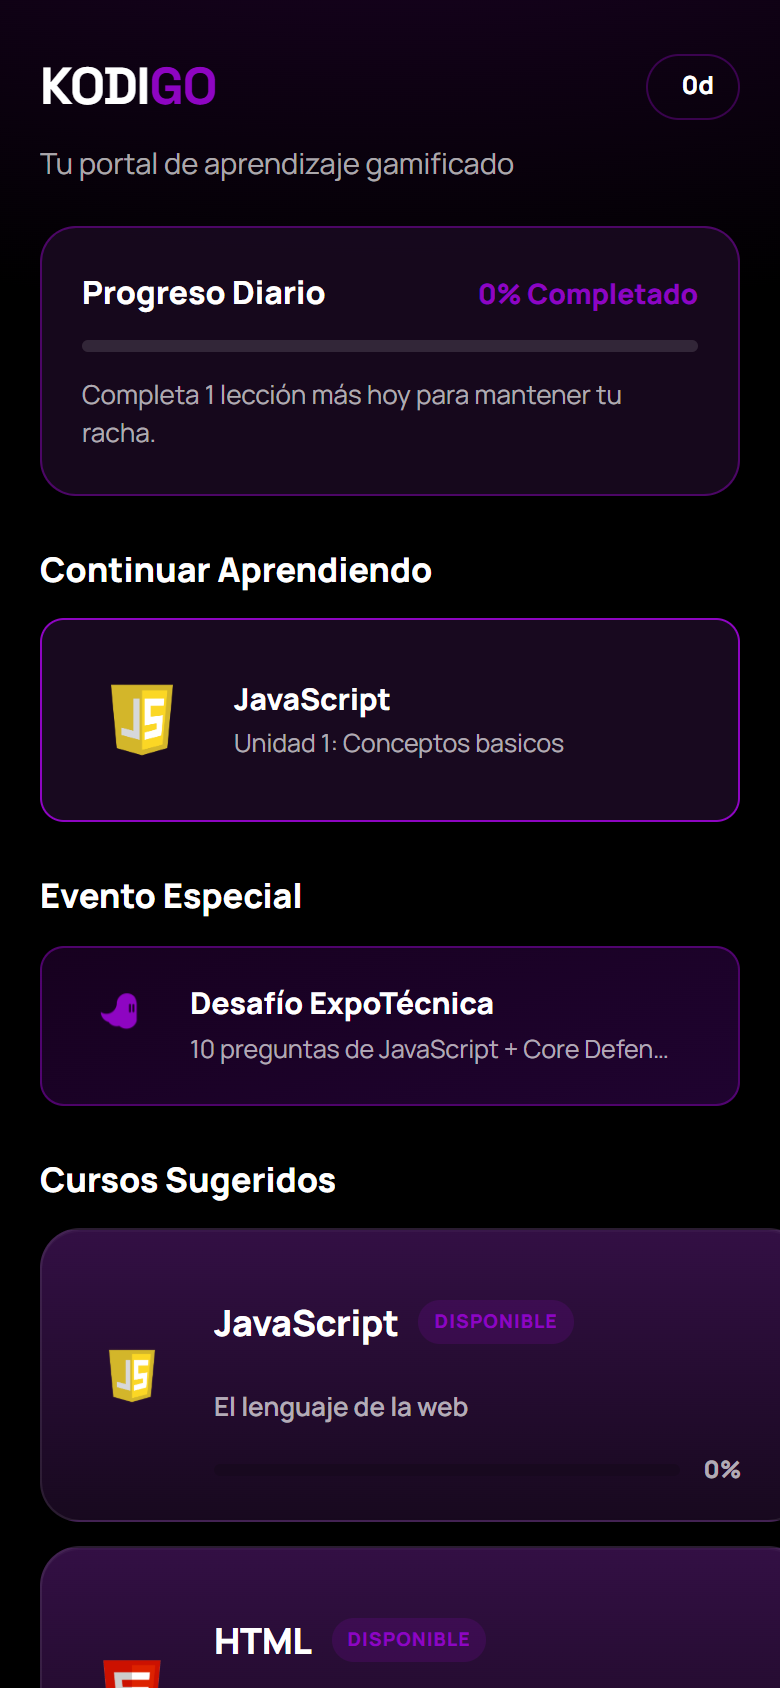 KODIGO
0d
Tu portal de aprendizaje gamificado
Progreso Diario
0% Completado
Completa 1 lección más hoy para mantener tu
racha.
Continuar Aprendiendo
JS
JavaScript
Unidad 1: Conceptos basicos
Evento Especial
Desafío ExpoTécnica
10 preguntas de JavaScript + Core Defen...
Cursos Sugeridos
JavaScript
DISPONIBLE
JS
El lenguaje de la web
0%
HTML
DISPONIBLE